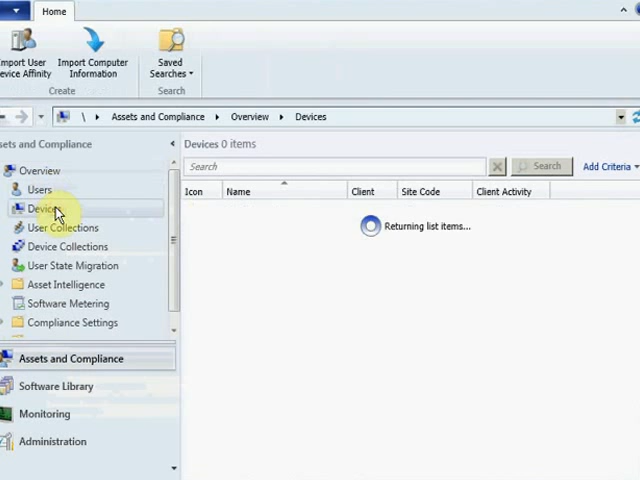 Home
Import User
Device Affinity
Import Computer
Information
Saved
Searches
Create
Search
\ Assets and Compliance Overview Devices
Assets and Compliance
Devices 0 items
Search
Search
Add Criteria
Icon Name Client Site Code Client Activity
Returning list items...
Overview
Users
Devices
User Collections
Device Collections
User State Migration
Asset Intelligence
Software Metering
Compliance Settings
Assets and Compliance
Software Library
Monitoring
Administration